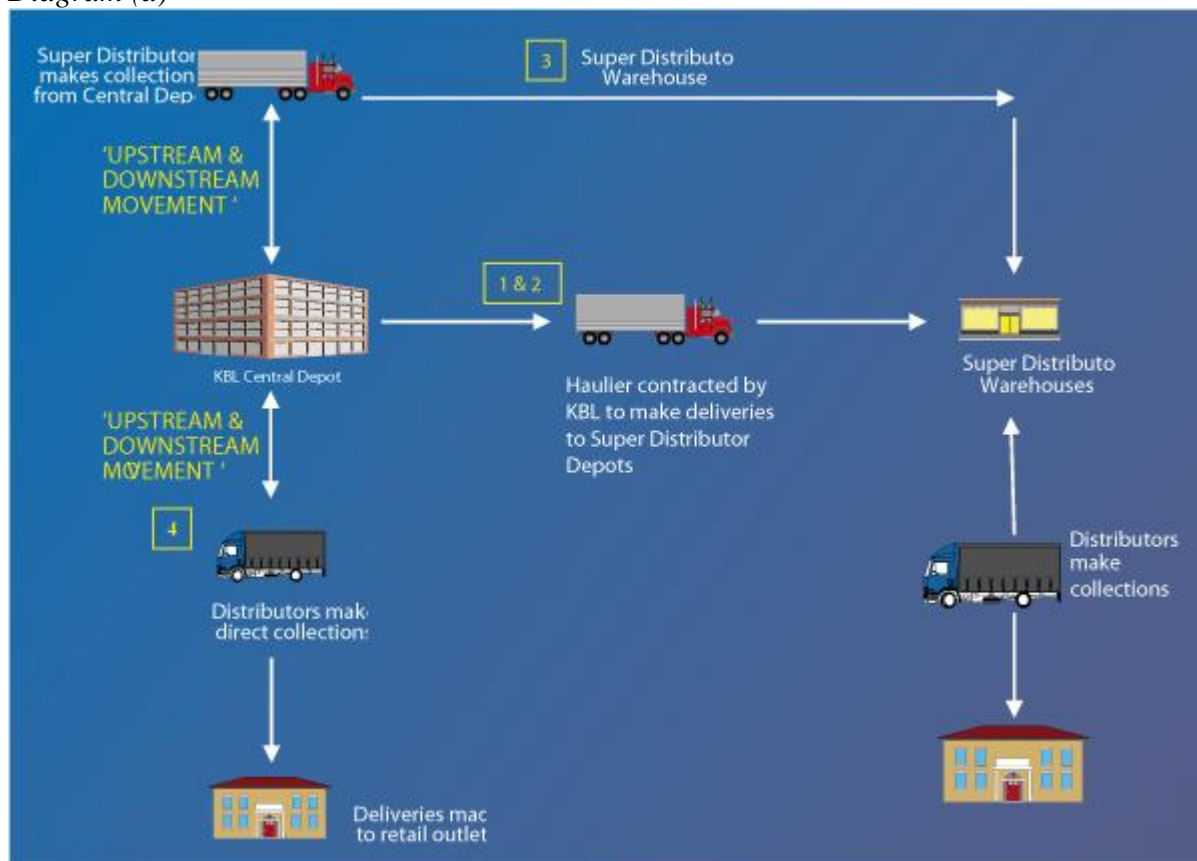 Diagram (a)
Super Distributor
makes collection
from Central Dep
3
Super Distributo
Warehouse
'UPSTREAM &
DOWNSTREAM
MOVEMENT '
1 & 2
KBL Central Depot
Haulier contracted by
KBL to make deliveries
to Super Distributor
Depots
Super Distributo
Warehouses
'UPSTREAM &
DOWNSTREAM
MOVEMENT '
4
Distributors mak
direct collection:
Distributors
make
collections
Deliveries mac
to retail outlet